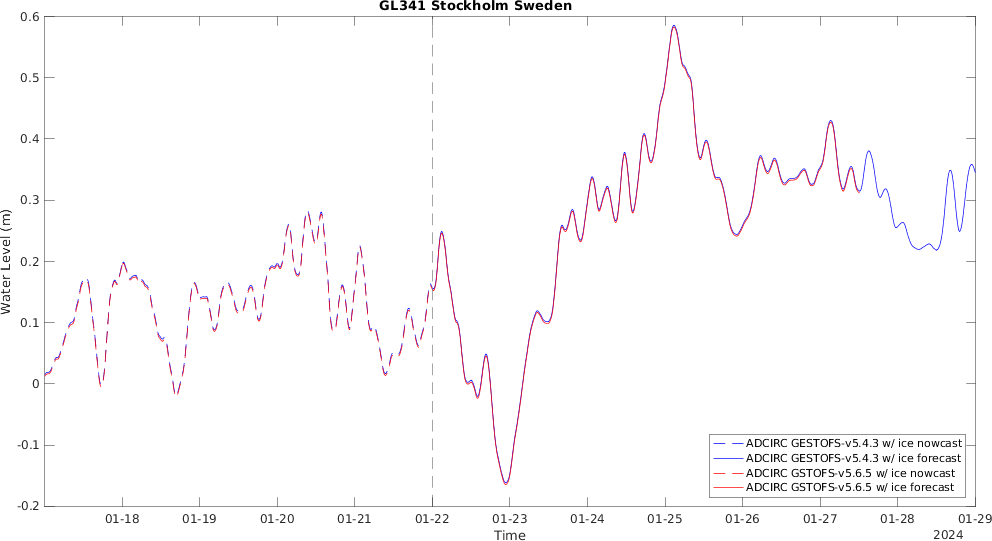 GL341 Stockholm Sweden
0.6
0.5
0.4
0.3
0.2
0.1
0
-0.1
-0.2
Water Level (m)
ADCIRC GESTOFS-v5.4.3 w/ ice nowcast
ADCIRC GESTOFS-v5.4.3 w/ ice forecast
ADCIRC GSTOFS-v5.6.5 w/ ice nowcast
ADCIRC GSTOFS-v5.6.5 w/ ice forecast
01-18 01-19 01-20 01-21 01-22 01-23 01-24 01-25 01-26 01-27 01-28 01-29
Time
2024